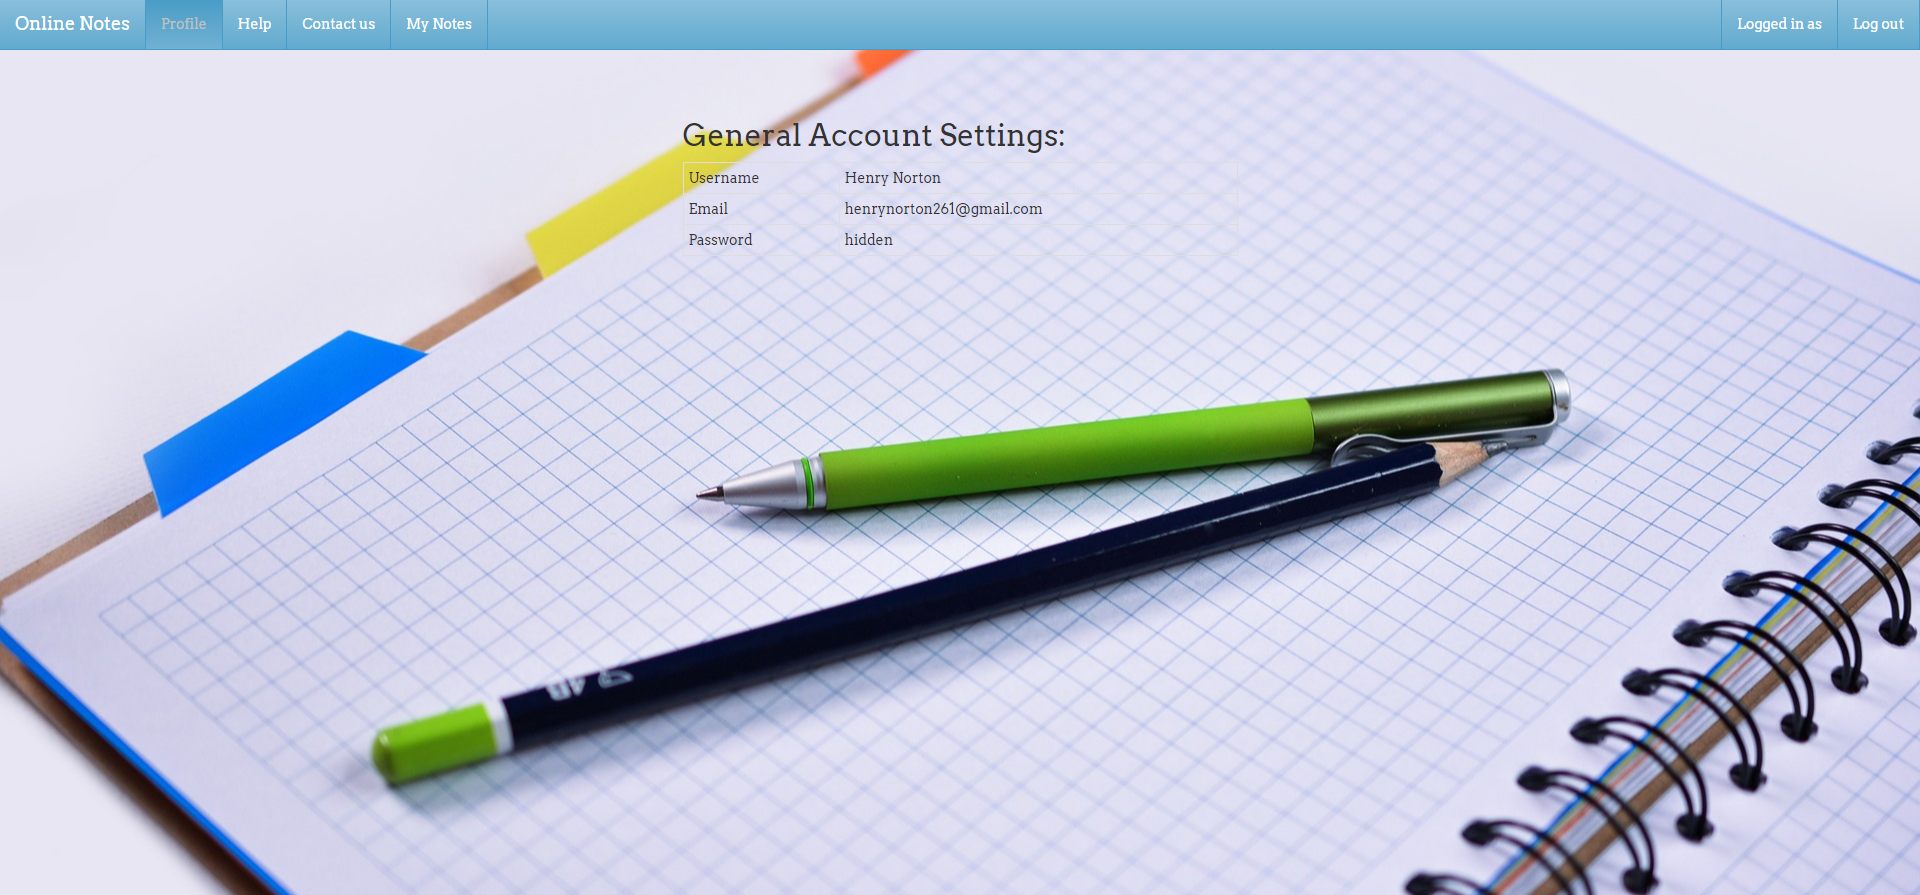 Online Notes Profile Help Contact us My Notes Logged in as Log out
General Account Settings:
Username Henry Norton
Email henrynorton261@gmail.com
Password hidden
4B